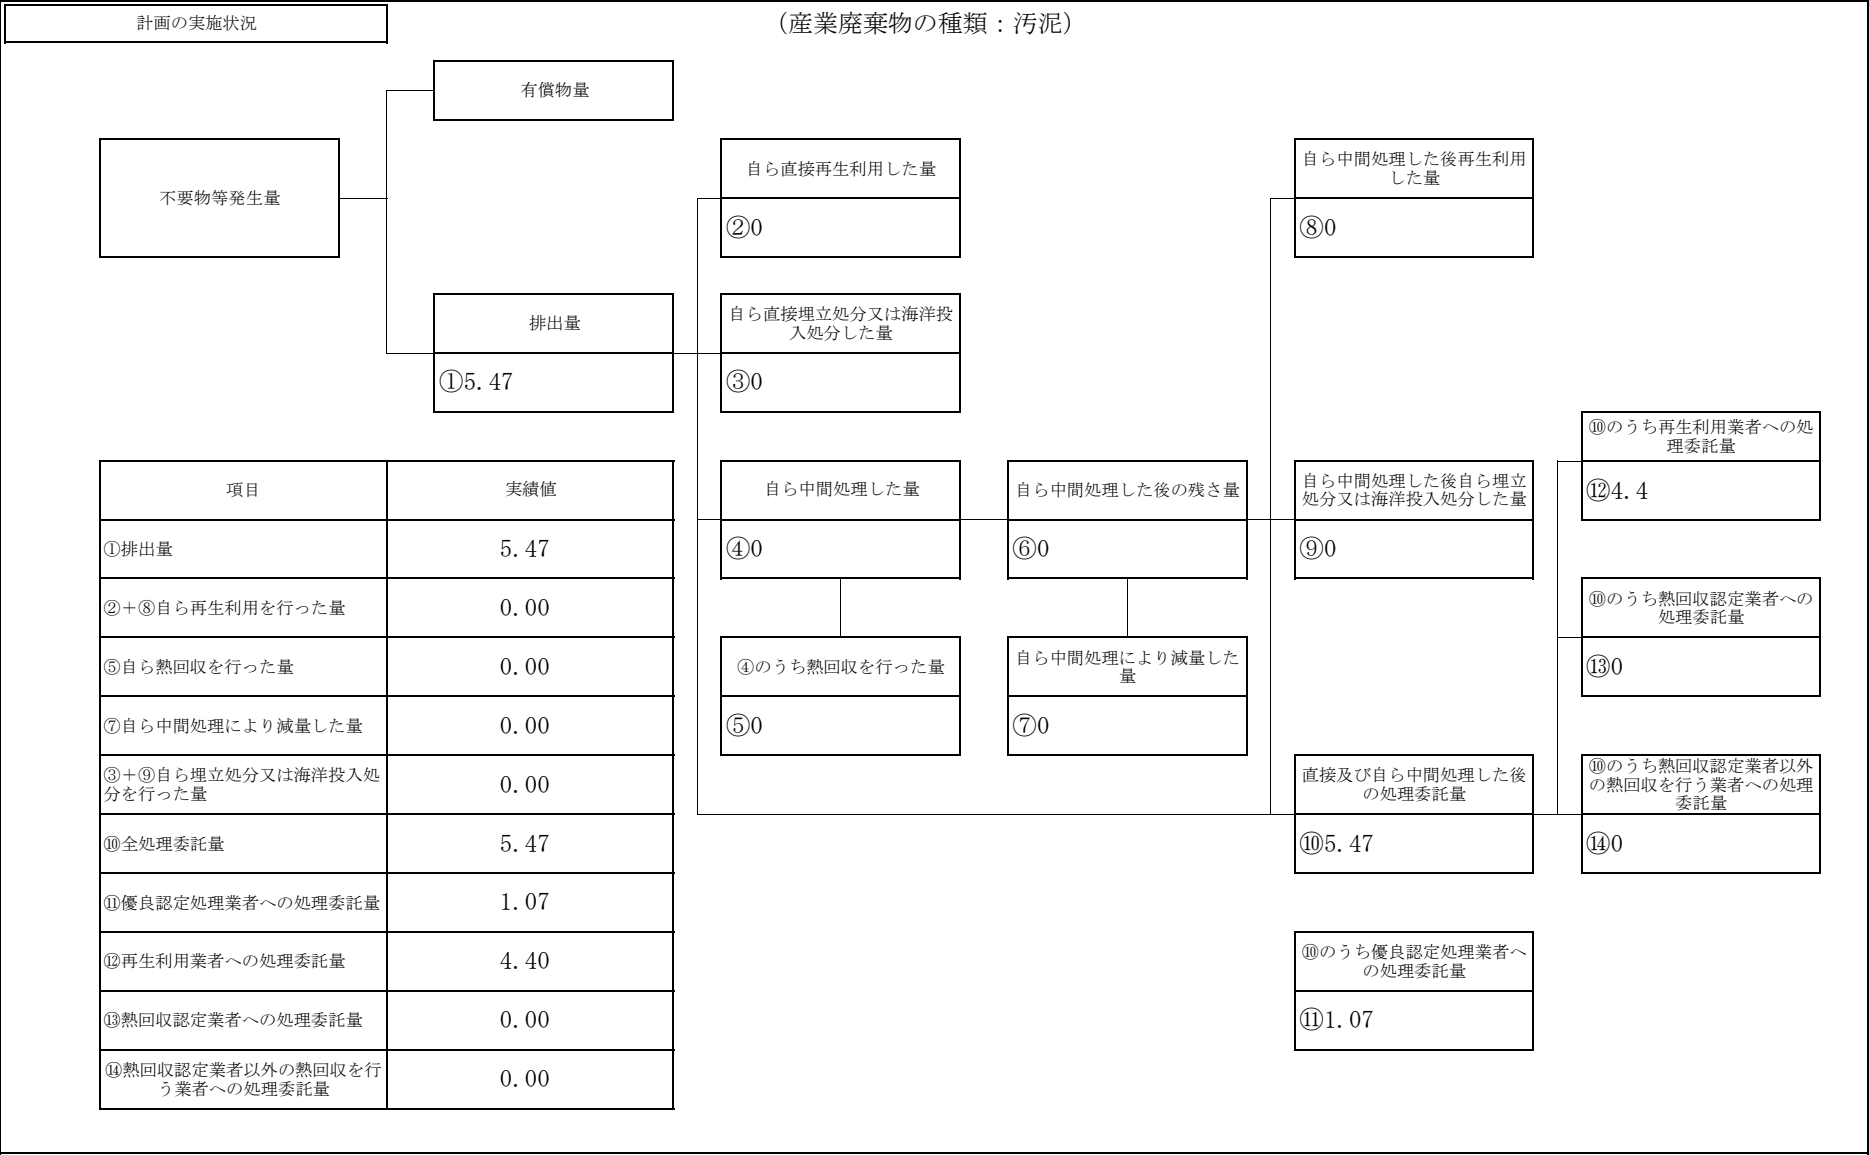 計画の実施状況
（産業廃棄物の種類：汚泥）
有償物量
不要物等発生量
自ら直接再生利用した量
②0
自ら中間処理した後再生利用
した量
⑧0
排出量
①5.47
自ら直接埋立処分又は海洋投
入処分した量
③0
項目 実績値
①排出量 5.47
②＋⑧自ら再生利用を行った量 0.00
⑤自ら熱回収を行った量 0.00
⑦自ら中間処理により減量した量 0.00
③＋⑨自ら埋立処分又は海洋投入処
分を行った量 0.00
⑩全処理委託量 5.47
⑪優良認定処理業者への処理委託量 1.07
⑫再生利用業者への処理委託量 4.40
⑬熱回収認定業者への処理委託量 0.00
⑭熱回収認定業者以外の熱回収を行
う業者への処理委託量 0.00
自ら中間処理した量
④0
④のうち熱回収を行った量
⑤0
自ら中間処理した後の残さ量
⑥0
自ら中間処理により減量した
量
⑦0
自ら中間処理した後自ら埋立
処分又は海洋投入処分した量
⑨0
直接及び自ら中間処理した後
の処理委託量
⑩5.47
⑩のうち優良認定処理業者へ
の処理委託量
⑪1.07
⑩のうち再生利用業者への処
理委託量
⑫4.4
⑩のうち熱回収認定業者への
処理委託量
⑬0
⑩のうち熱回収認定業者以外
の熱回収を行う業者への処理
委託量
⑭0